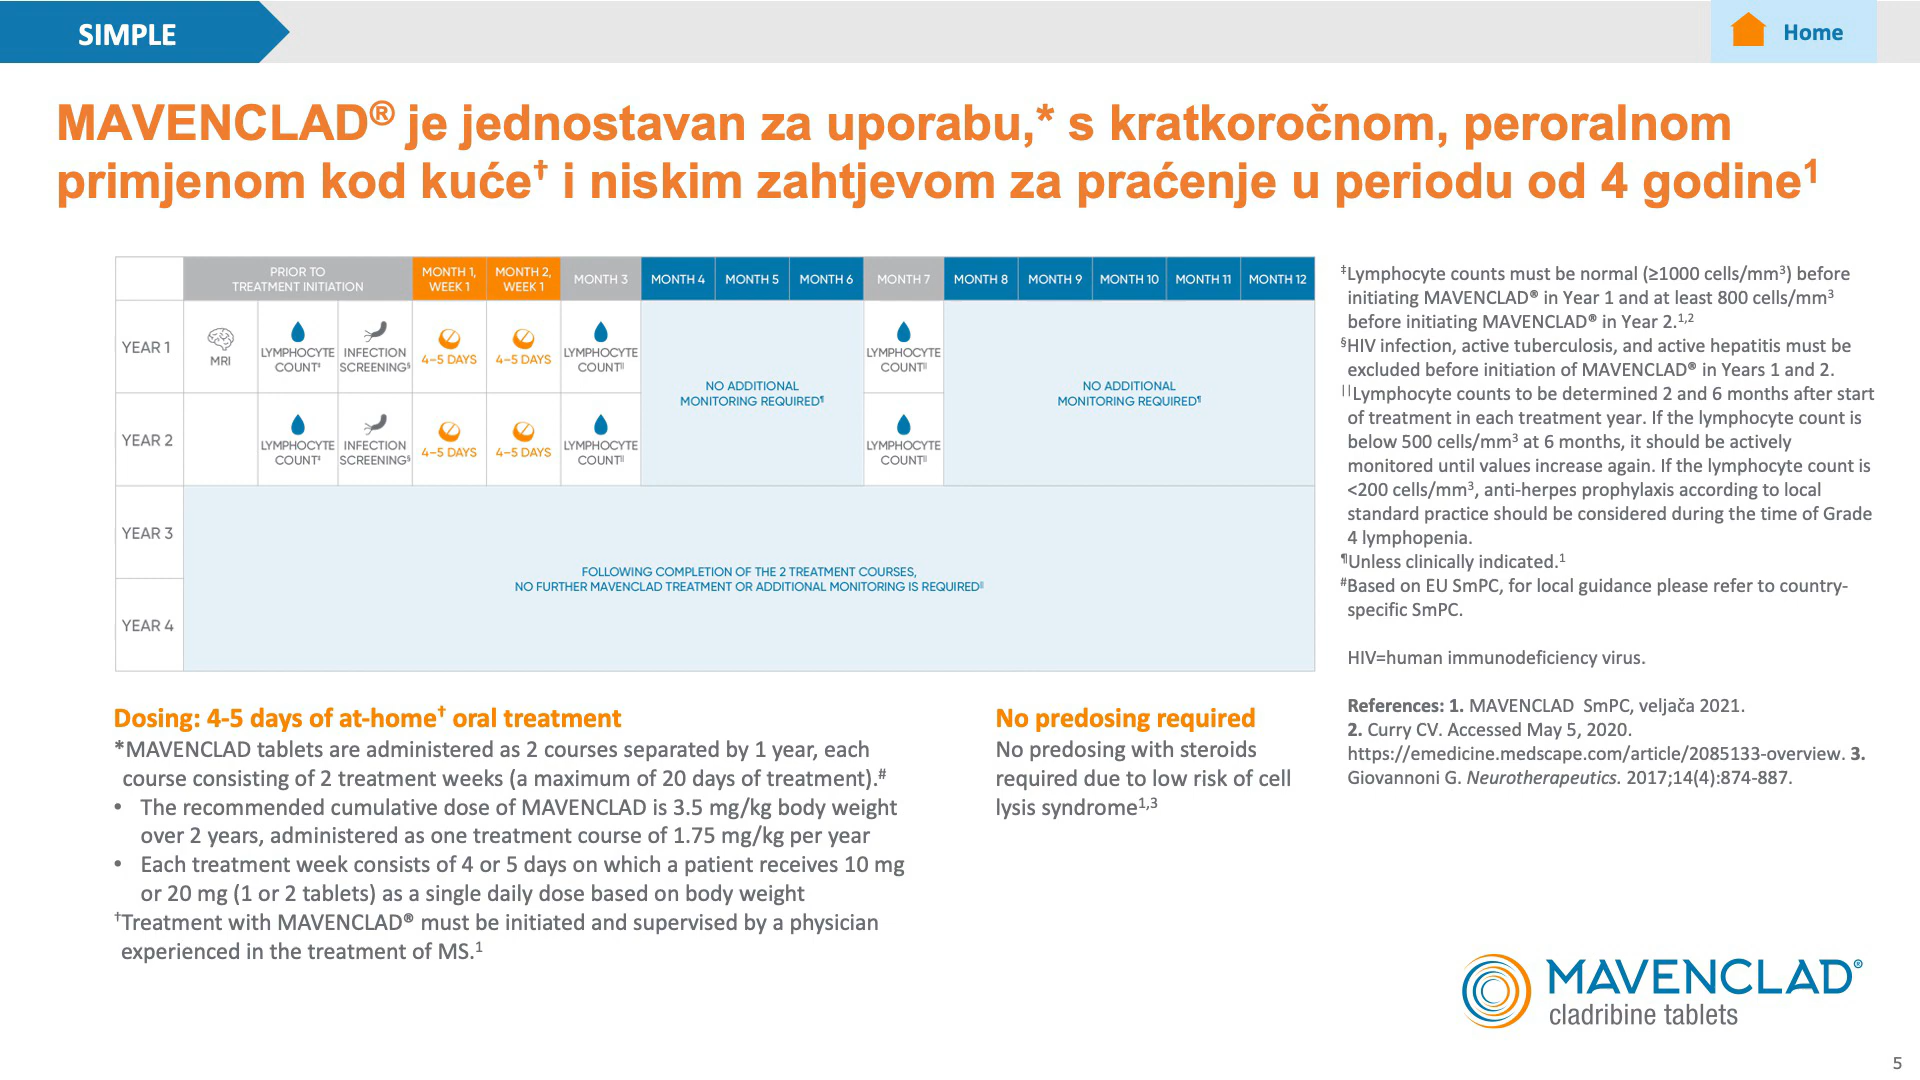 SIMPLE
Home
MAVENCLAD® je jednostavan za uporabu,* s kratkoročnom, peroralnom
primjenom kod kuće† i niskim zahtjevom za praćenje u periodu od 4 godine¹
PRIOR TO
TREATMENT INITIATION
MONTH 1,
WEEK 1
MONTH 2,
WEEK 1
MONTH 3
MONTH 4
MONTH 5
MONTH 6
MONTH 7
MONTH 8
MONTH 9
MONTH 10
MONTH 11
MONTH 12
YEAR 1
MRI
LYMPHOCYTE
COUNT‡
INFECTION
SCREENING§
4–5 DAYS
4–5 DAYS
LYMPHOCYTE
COUNT||
NO ADDITIONAL
MONITORING REQUIRED¶
LYMPHOCYTE
COUNT||
NO ADDITIONAL
MONITORING REQUIRED¶
YEAR 2
LYMPHOCYTE
COUNT‡
INFECTION
SCREENING§
4–5 DAYS
4–5 DAYS
LYMPHOCYTE
COUNT||
LYMPHOCYTE
COUNT||
YEAR 3
FOLLOWING COMPLETION OF THE 2 TREATMENT COURSES,
NO FURTHER MAVENCLAD TREATMENT OR ADDITIONAL MONITORING IS REQUIRED||
YEAR 4
‡Lymphocyte counts must be normal (≥1000 cells/mm³) before
initiating MAVENCLAD® in Year 1 and at least 800 cells/mm³
before initiating MAVENCLAD® in Year 2.¹,²
§HIV infection, active tuberculosis, and active hepatitis must be
excluded before initiation of MAVENCLAD® in Years 1 and 2.
||Lymphocyte counts to be determined 2 and 6 months after start
of treatment in each treatment year. If the lymphocyte count is
below 500 cells/mm³ at 6 months, it should be actively
monitored until values increase again. If the lymphocyte count is
<200 cells/mm³, anti-herpes prophylaxis according to local
standard practice should be considered during the time of Grade
4 lymphopenia.
¶Unless clinically indicated.¹
#Based on EU SmPC, for local guidance please refer to country-
specific SmPC.
HIV=human immunodeficiency virus.
References: 1. MAVENCLAD SmPC, veljača 2021.
2. Curry CV. Accessed May 5, 2020.
https://emedicine.medscape.com/article/2085133-overview. 3.
Giovannoni G. Neurotherapeutics. 2017;14(4):874-887.
Dosing: 4-5 days of at-home† oral treatment
*MAVENCLAD tablets are administered as 2 courses separated by 1 year, each
course consisting of 2 treatment weeks (a maximum of 20 days of treatment).#
• The recommended cumulative dose of MAVENCLAD is 3.5 mg/kg body weight
over 2 years, administered as one treatment course of 1.75 mg/kg per year
• Each treatment week consists of 4 or 5 days on which a patient receives 10 mg
or 20 mg (1 or 2 tablets) as a single daily dose based on body weight
†Treatment with MAVENCLAD® must be initiated and supervised by a physician
experienced in the treatment of MS.¹
No predosing required
No predosing with steroids
required due to low risk of cell
lysis syndrome¹,³
MAVENCLAD®
cladribine tablets
5